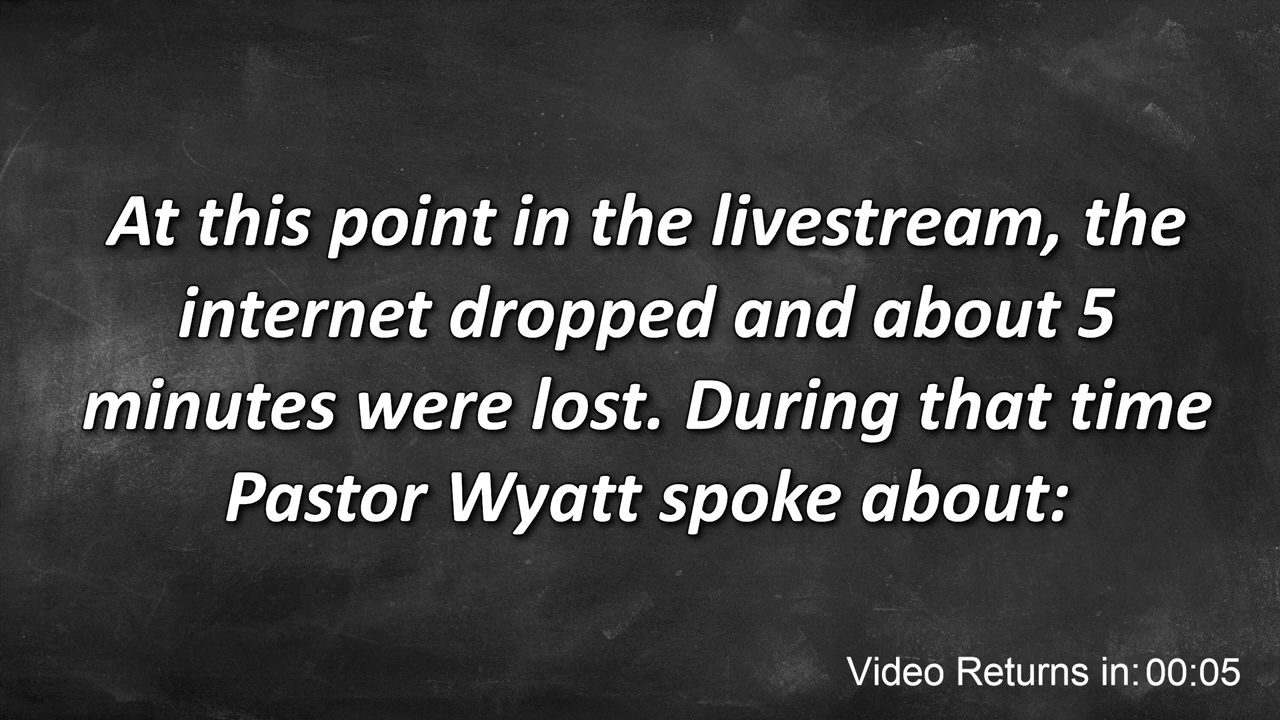 At this point in the livestream, the
internet dropped and about 5
minutes were lost. During that time
Pastor Wyatt spoke about:
Video Returns in: 00:05